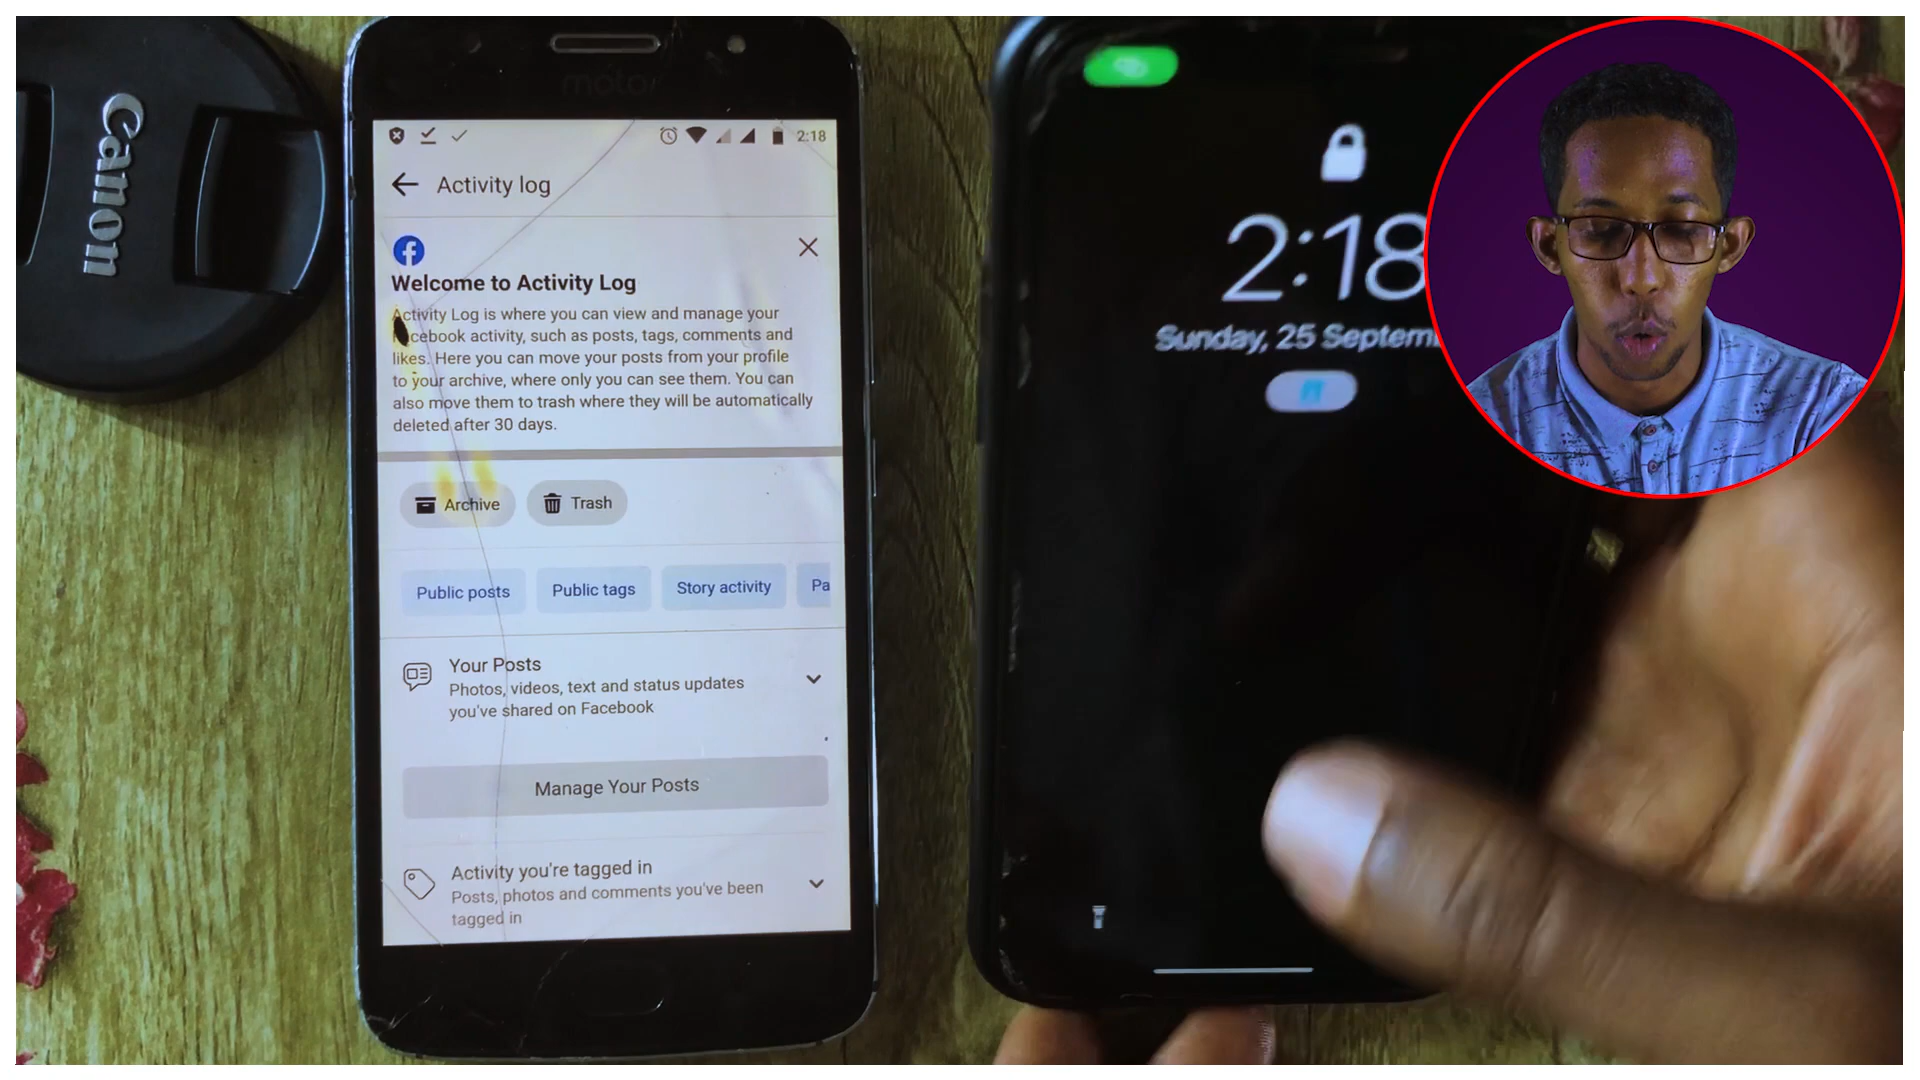 Canon
moto
2:18
Activity log
Welcome to Activity Log
Activity Log is where you can view and manage your
Facebook activity, such as posts, tags, comments and
likes. Here you can move your posts from your profile
to your archive, where only you can see them. You can
also move them to trash where they will be automatically
deleted after 30 days.
Archive
Trash
Public posts
Public tags
Story activity
Pa
Your Posts
Photos, videos, text and status updates
you've shared on Facebook
Manage Your Posts
Activity you're tagged in
Posts, photos and comments you've been
tagged in
2:18
Sunday, 25 Septem